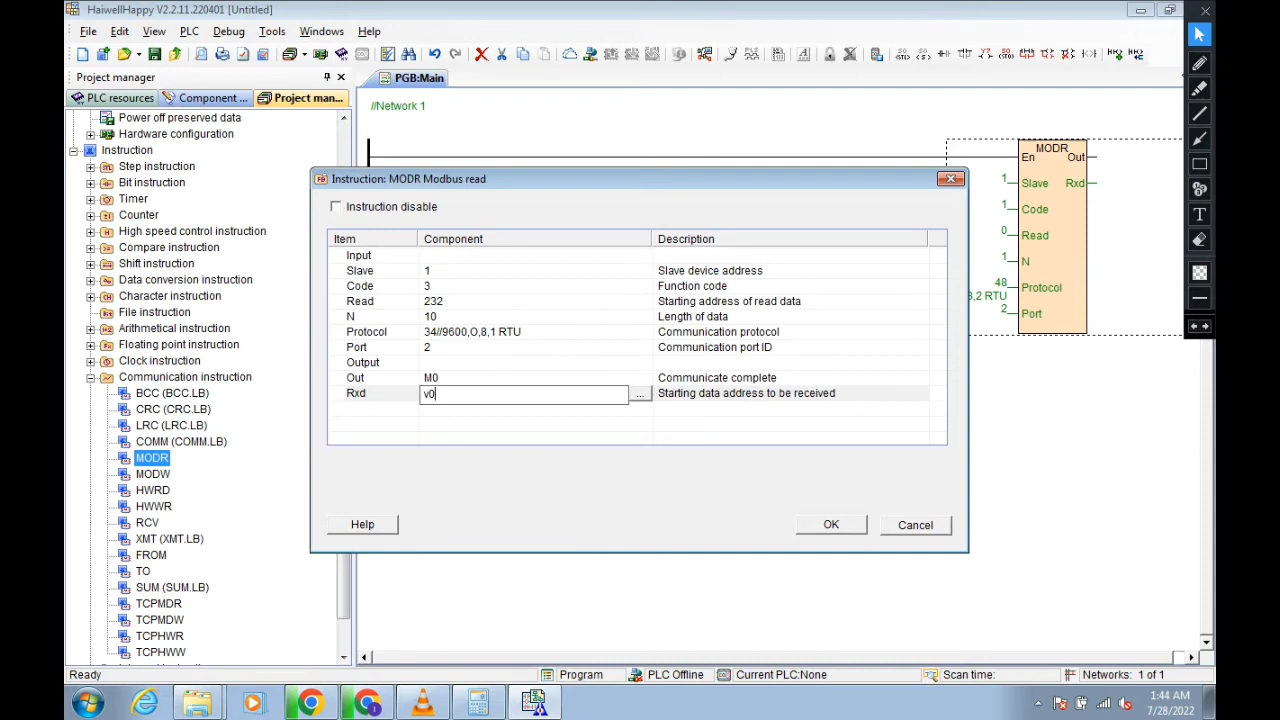 HaiwellHappy V2.2.11.220401 [Untitled]
File Edit View PLC Debug Tools Windows Help
Project manager
PLC resources Component ... Project man...
PGB:Main
Power off preserved data
Hardware configuration
Instruction
Step instruction
Bit instruction
Timer
Counter
High speed control instruction
Compare instruction
Shift instruction
Data conversion instruction
Character instruction
File instruction
Arithmetical instruction
Floating point instruction
Clock instruction
Communication instruction
BCC (BCC.LB)
CRC (CRC.LB)
LRC (LRC.LB)
COMM (COMM.LB)
MODR
MODW
HWRD
HWWR
RCV
XMT (XMT.LB)
FROM
TO
SUM (SUM.LB)
TCPMDR
TCPMDW
TCPHWR
TCPHWW
//Network 1
MODR
En Out
1 Slave Rxd
1 Code
0 Read
1 N
48 Protocol
8,2 RTU
2 Port
Instruction: MODR Modbus read
Instruction disable
Item Component Description
Input
Slave 1 Slave device address
Code 3 Function code
Read 232 Starting address of read data
N 10 Length of data
Protocol 34//9600,O,8,1 RTU Communication protocol
Port 2 Communication port ID
Output
Out M0 Communicate complete
Rxd v0 ... Starting data address to be received
Help OK Cancel
Ready Program PLC Offline Current PLC:None Scan time: Networks: 1 of 1
1:44 AM
7/28/2022